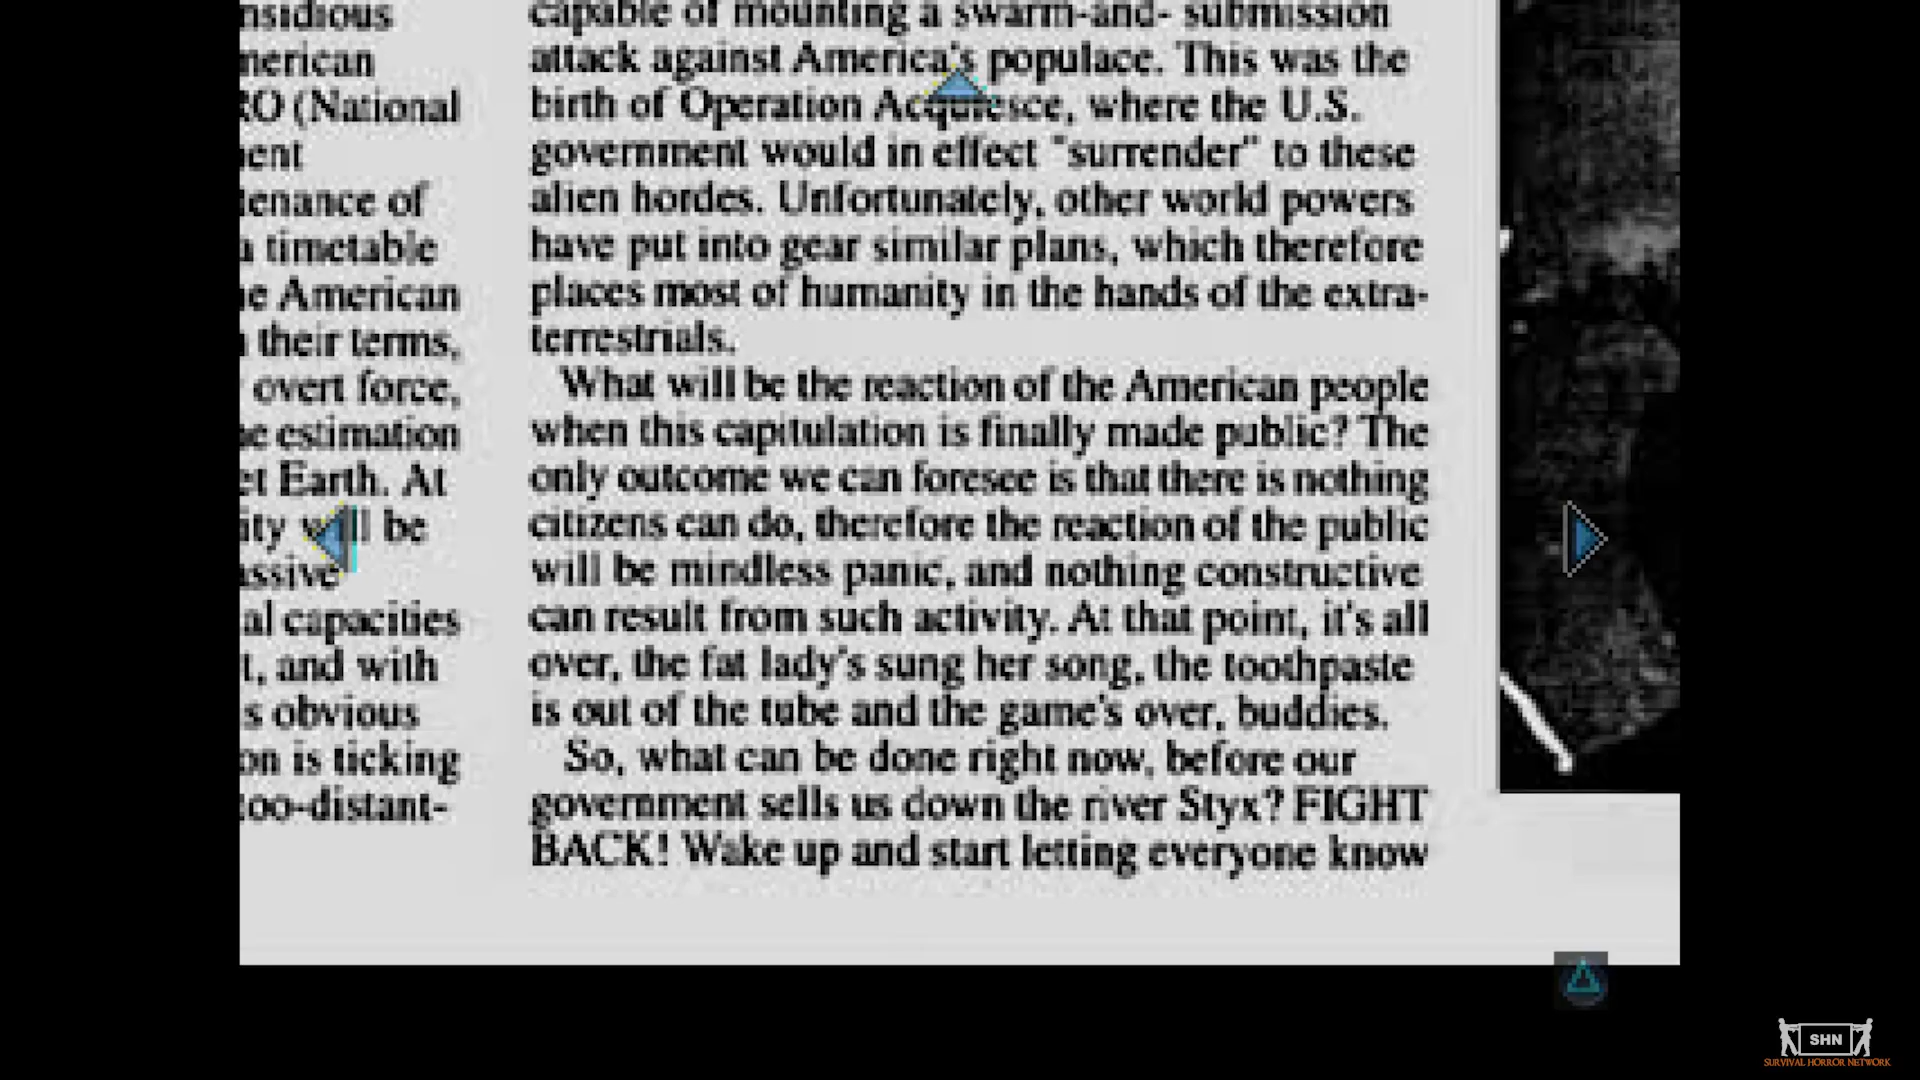 nsidious
merican
RO (National
ent
tenance of
a timetable
e American
their terms,
overt force,
e estimation
et Earth. At
ity will be
assive
al capacities
t, and with
s obvious
on is ticking
too-distant-
capable of mounting a swarm-and- submission
attack against America's populace. This was the
birth of Operation Acquiesce, where the U.S.
government would in effect "surrender" to these
alien hordes. Unfortunately, other world powers
have put into gear similar plans, which therefore
places most of humanity in the hands of the extra-
terrestrials.
What will be the reaction of the American people
when this capitulation is finally made public? The
only outcome we can foresee is that there is nothing
citizens can do, therefore the reaction of the public
will be mindless panic, and nothing constructive
can result from such activity. At that point, it's all
over, the fat lady's sung her song, the toothpaste
is out of the tube and the game's over, buddies.
So, what can be done right now, before our
government sells us down the river Styx? FIGHT
BACK! Wake up and start letting everyone know
SHN
SURVIVAL HORROR NETWORK